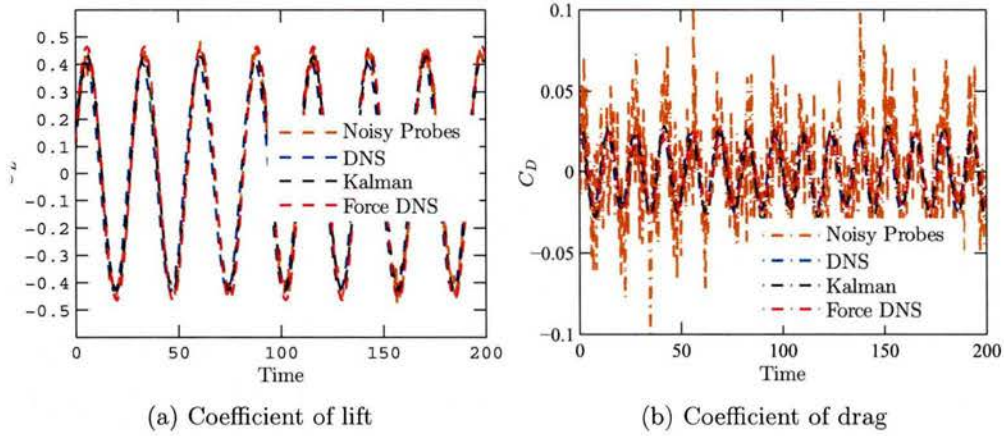 0.5
0.4
0.3
0.2
0.1
0
-0.1
-0.2
-0.3
-0.4
-0.5
Noisy Probes
DNS
Kalman
Force DNS
0 50 100 150 200
Time
(a) Coefficient of lift
C_D
0.1
0.05
0
−0.05
−0.1
Noisy Probes
DNS
Kalman
Force DNS
0 50 100 150 200
Time
(b) Coefficient of drag